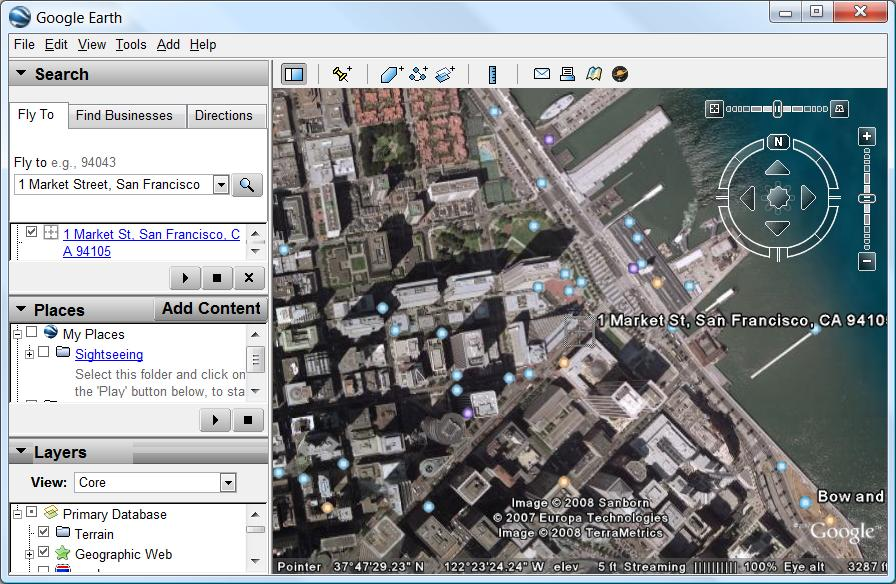 Google Earth
File Edit View Tools Add Help
Search
Fly To Find Businesses Directions
Fly to e.g., 94043
1 Market Street, San Francisco
1 Market St, San Francisco, C
A 94105
Places Add Content
My Places
Sightseeing
Select this folder and click on
the 'Play' button below, to sta
Layers
View: Core
Primary Database
Terrain
Geographic Web
N
1 Market St, San Francisco, CA 9410
Bow and
Image © 2008 Sanborn
© 2007 Europa Technologies
Image © 2008 TerraMetrics
Google
Pointer 37°47'29.23" N 122°23'24.24" W elev 5 ft Streaming |||||||||| 100% Eye alt 3287 f